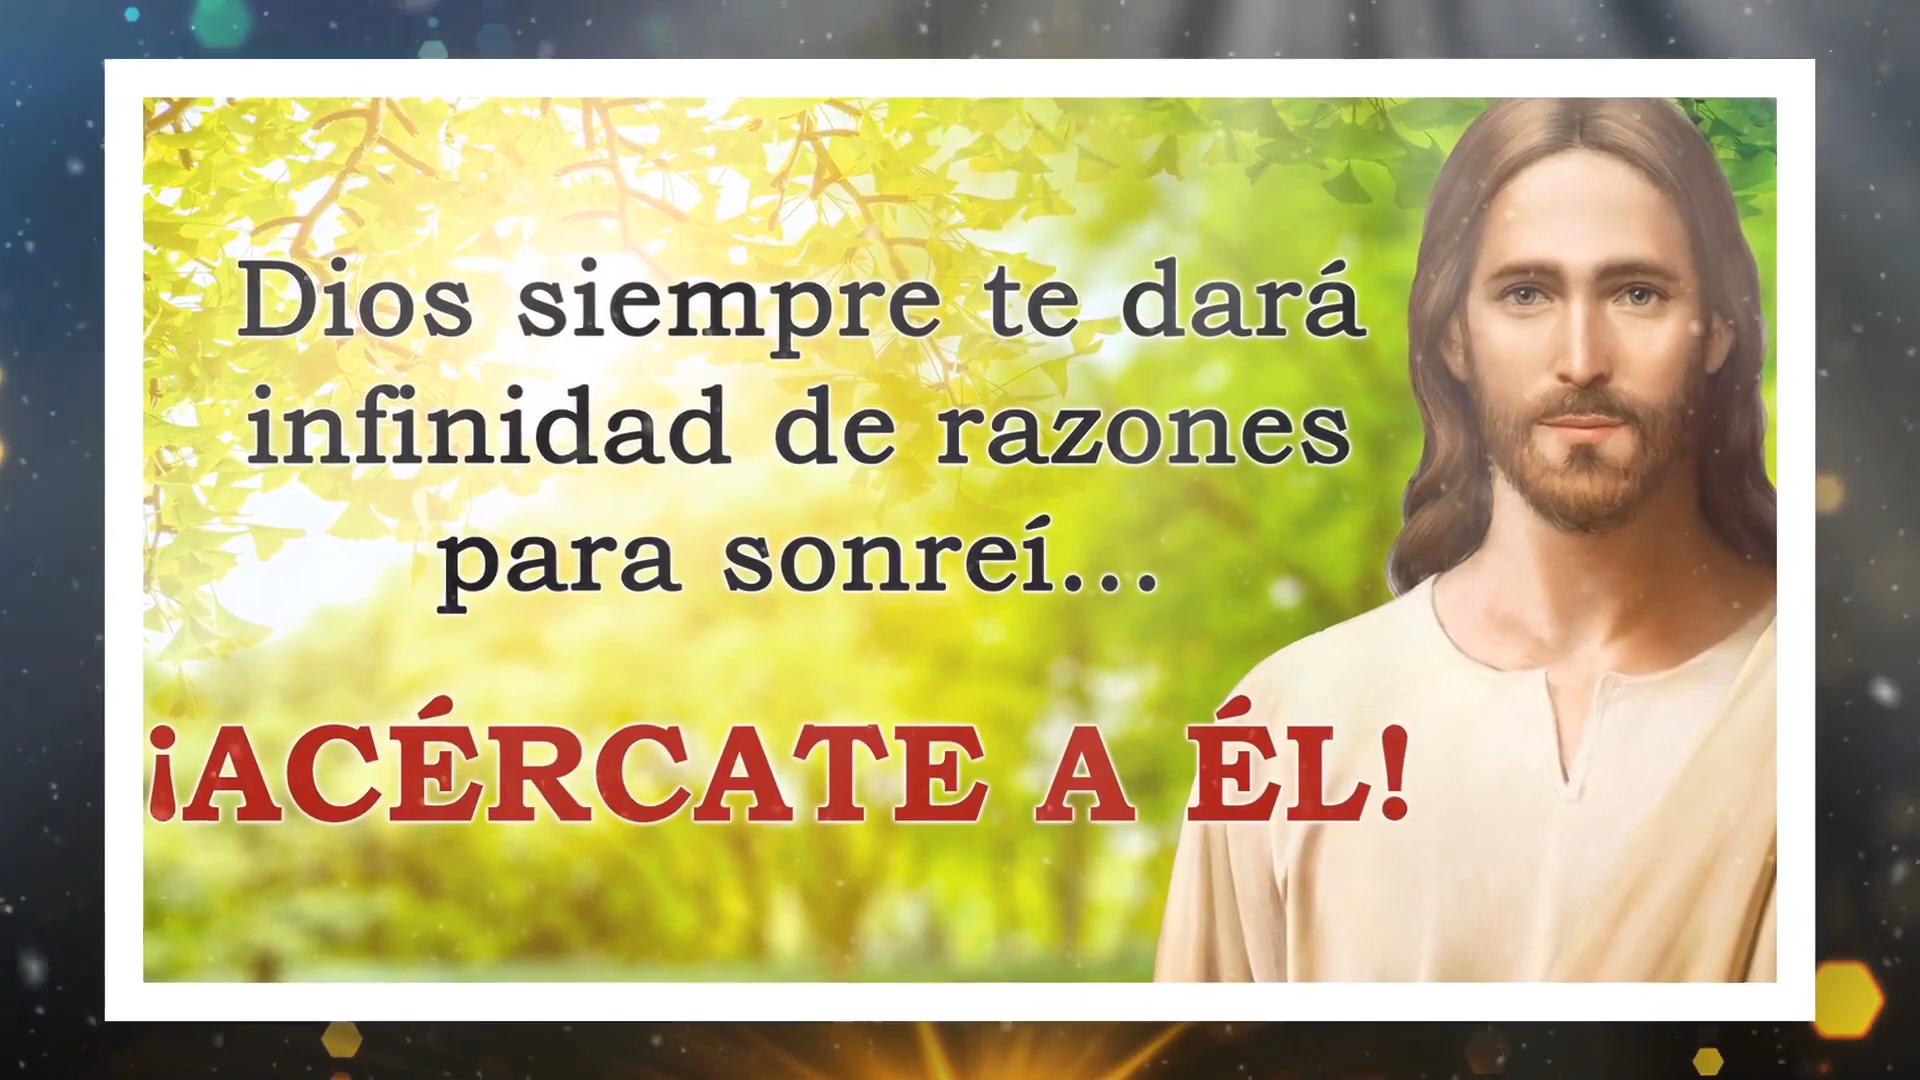 Dios siempre te dará
infinidad de razones
para sonreí...
¡ACÉRCATE A ÉL!